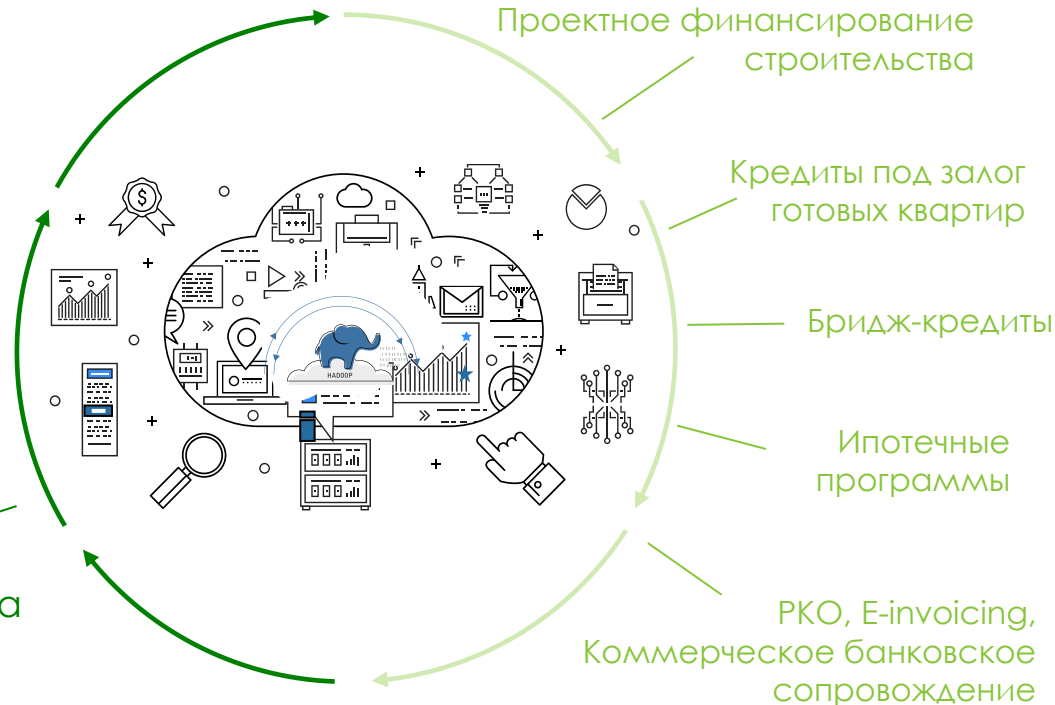 Проектное финансирование
строительства
Кредиты под залог
готовых квартир
Бридж-кредиты
HADOOP
Ипотечные
программы
а
РКО, E-invoicing,
Коммерческое банковское
сопровождение